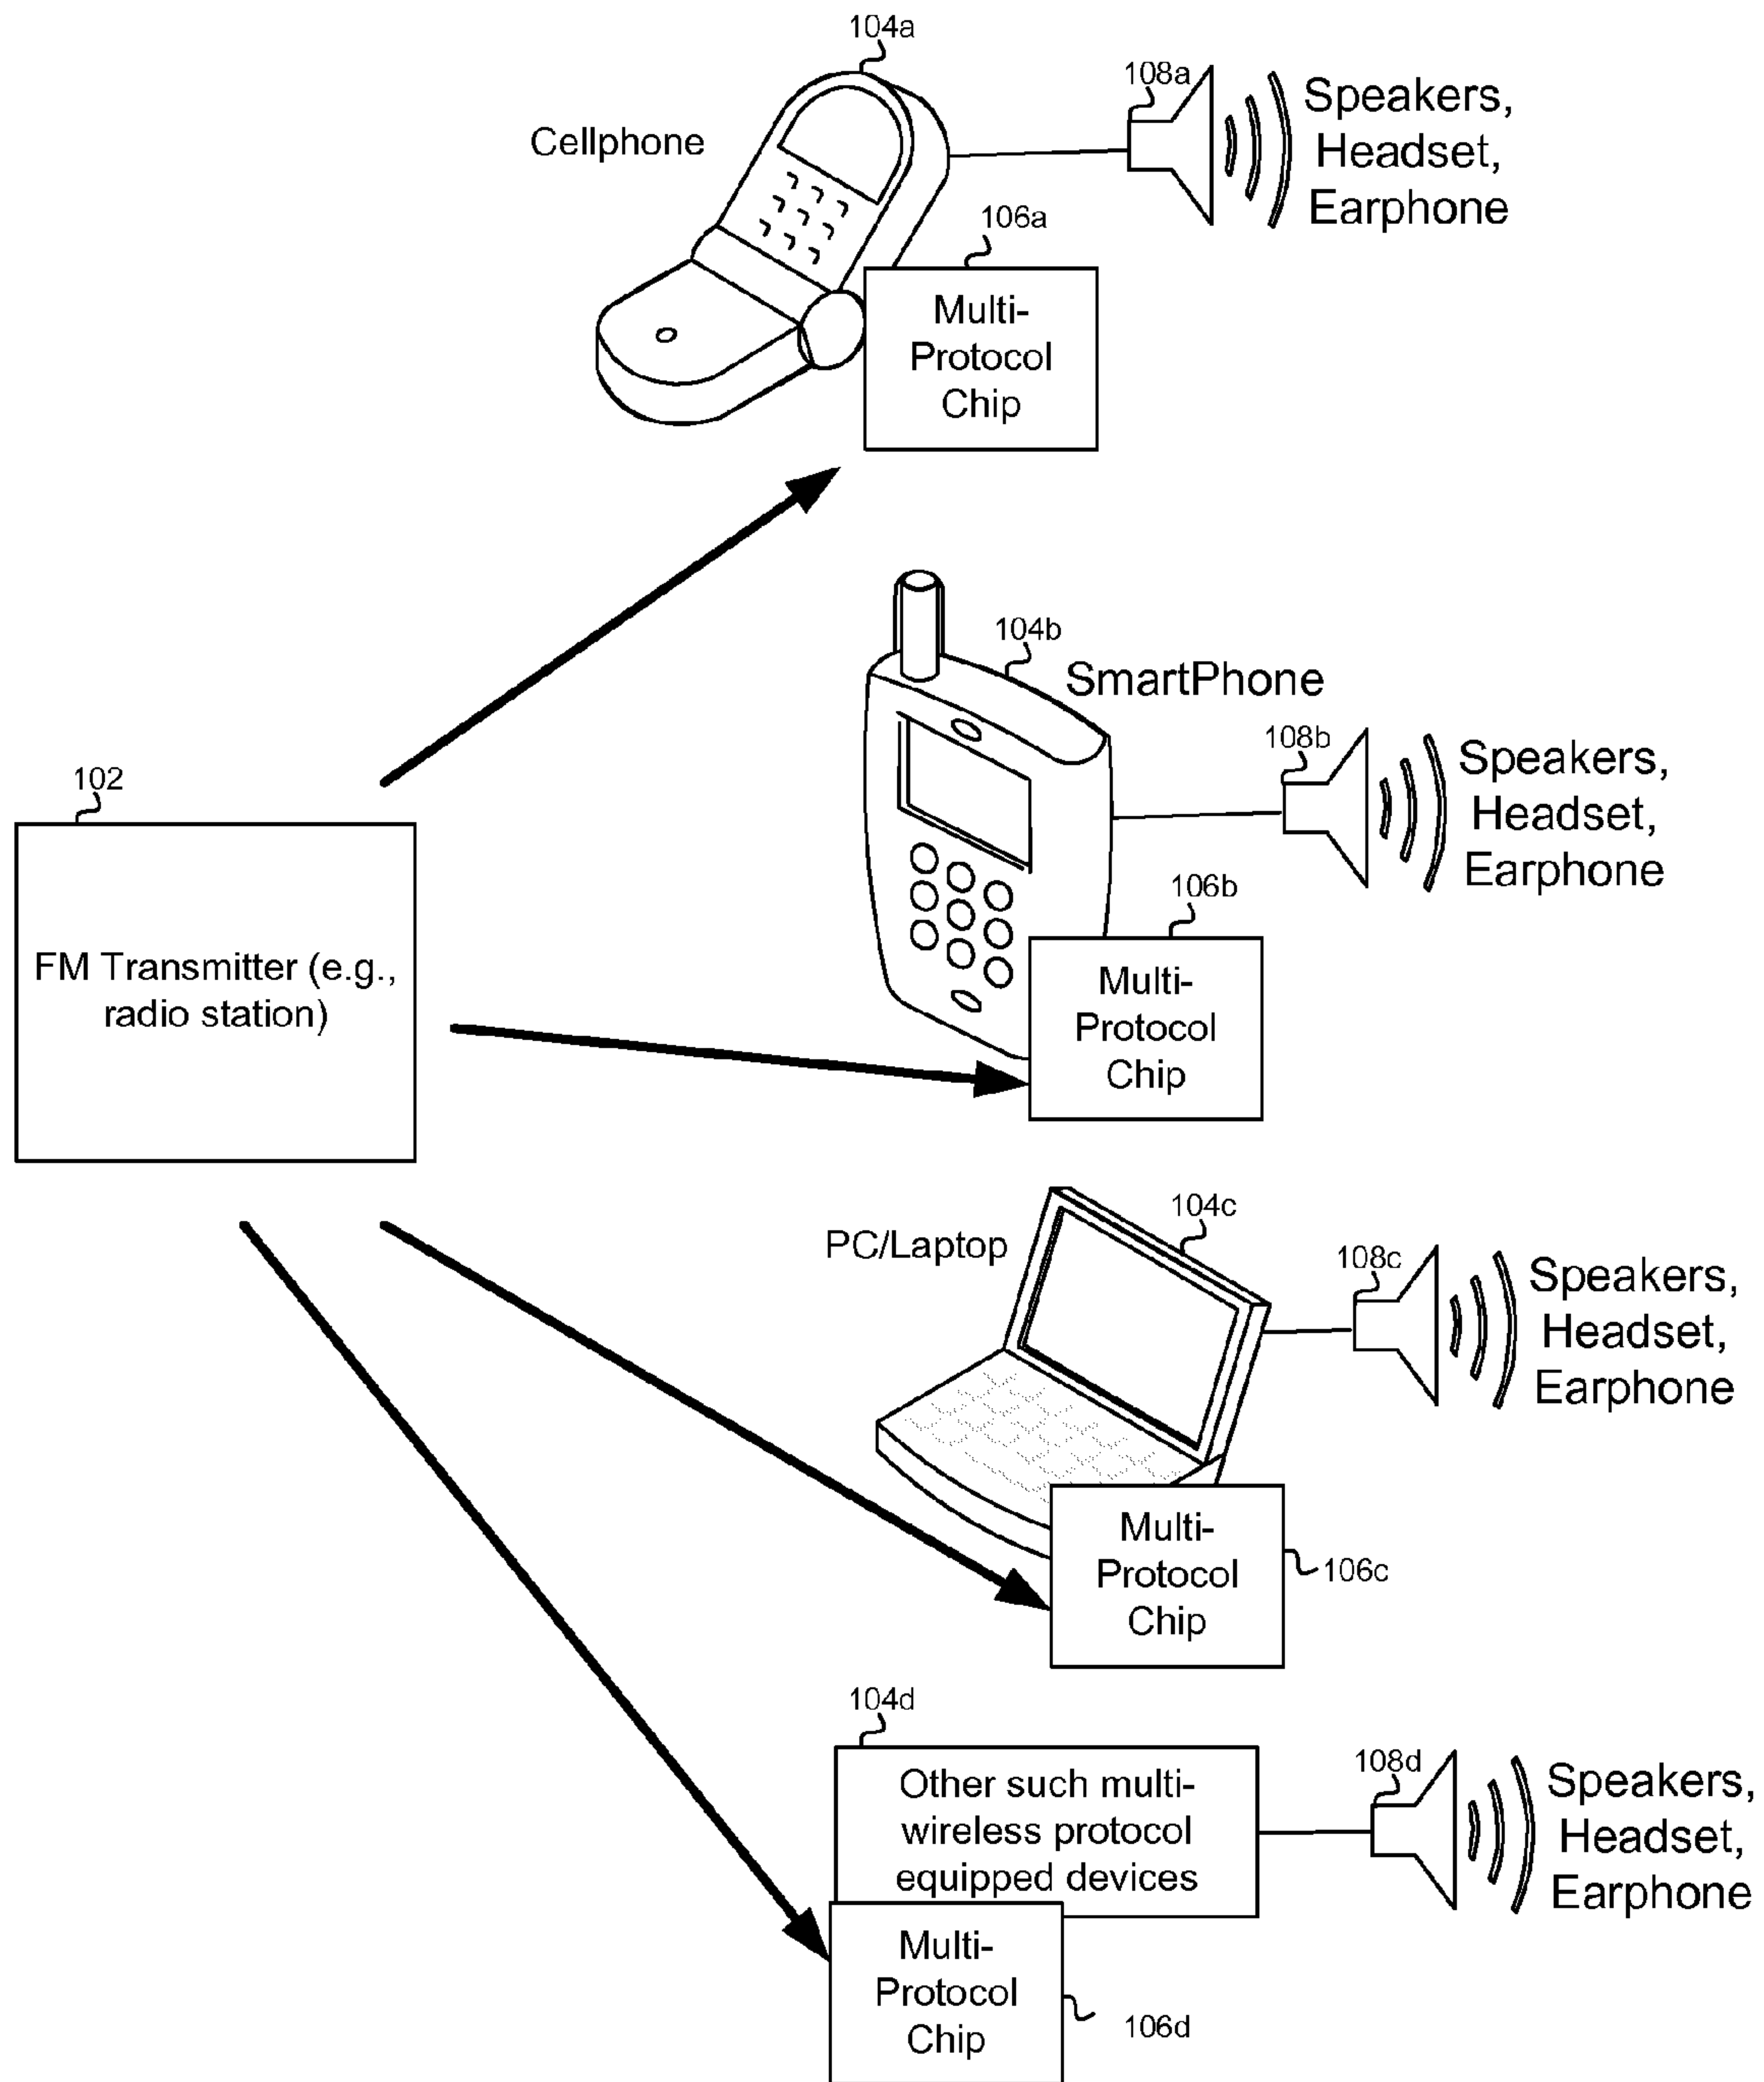 104a
108a
Speakers,
Headset,
Earphone
Cellphone
106a
Multi-
Protocol
Chip
104b
SmartPhone
108b
Speakers,
Headset,
Earphone
102
FM Transmitter (e.g.,
radio station)
106b
Multi-
Protocol
Chip
104c
PC/Laptop
108c
Speakers,
Headset,
Earphone
Multi-
Protocol
Chip
106c
104d
Other such multi-
wireless protocol
equipped devices
108d
Speakers,
Headset,
Earphone
Multi-
Protocol
Chip
106d